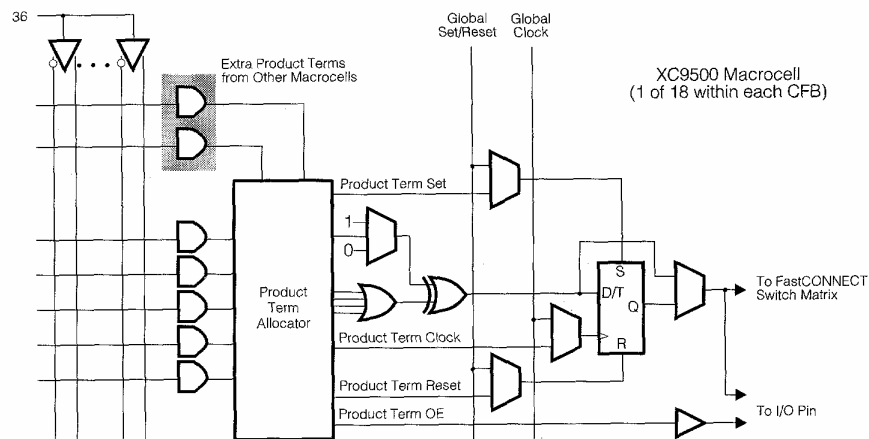 36
Global
Set/Reset
Global
Clock
Extra Product Terms
from Other Macrocells
XC9500 Macrocell
(1 of 18 within each CFB)
Product Term Set
1
0
Product
Term
Allocator
S
D/T
Q
R
To FastCONNECT
Switch Matrix
Product Term Clock
Product Term Reset
Product Term OE
To I/O Pin